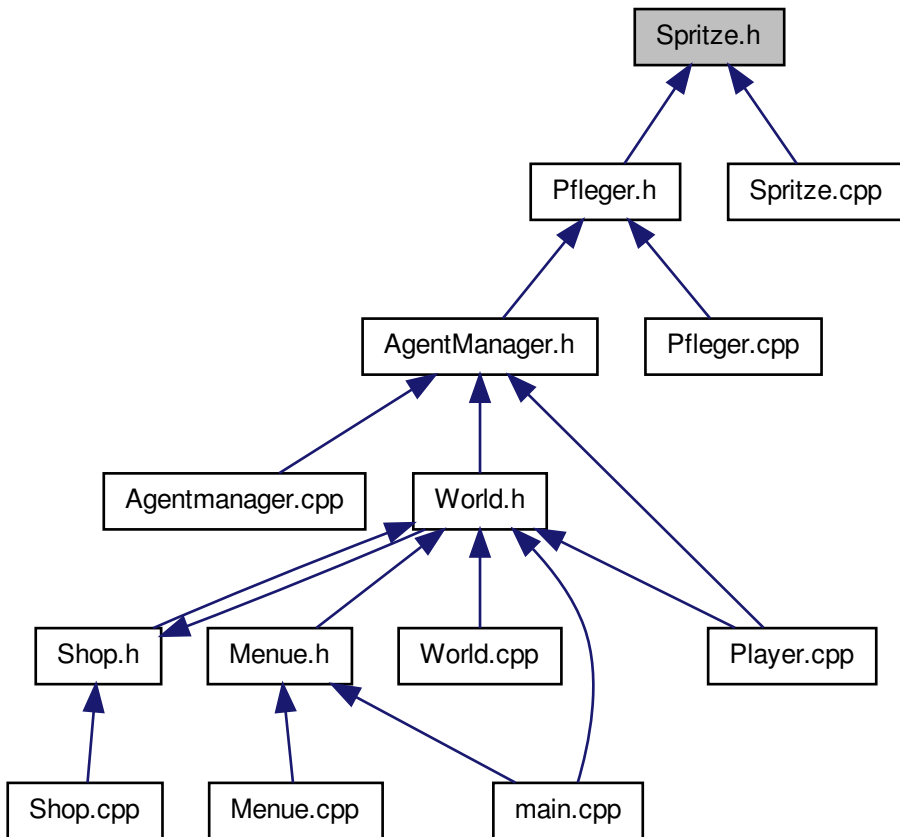 Spritze.h
Pfleger.h
Spritze.cpp
AgentManager.h
Pfleger.cpp
Agentmanager.cpp
World.h
Shop.h
Menue.h
World.cpp
Player.cpp
Shop.cpp
Menue.cpp
main.cpp